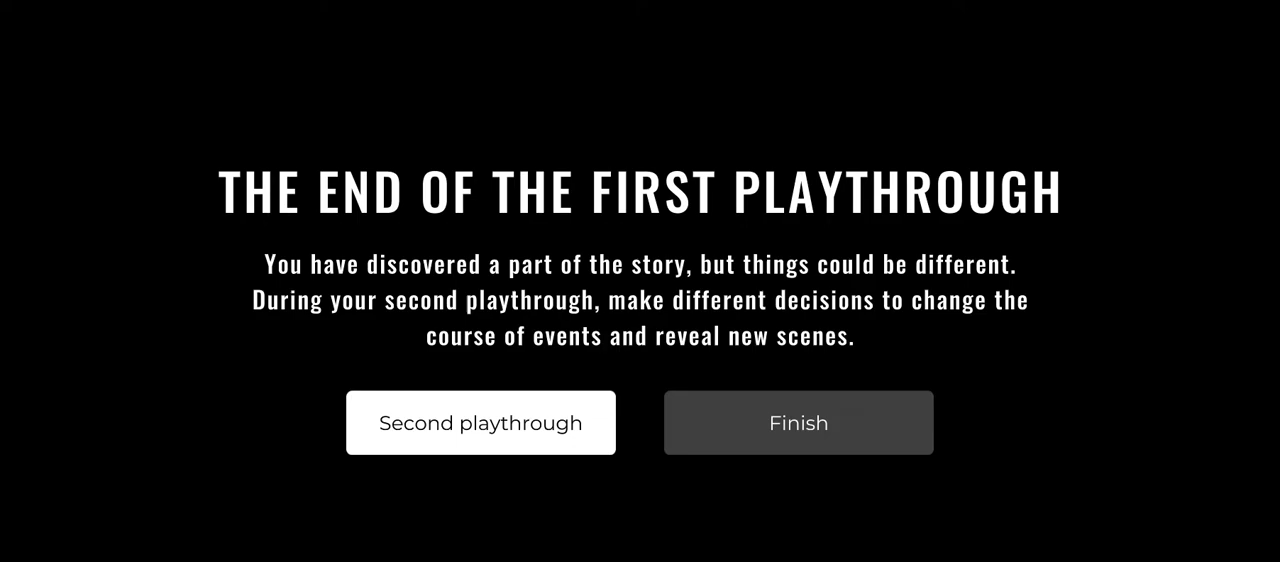 THE END OF THE FIRST PLAYTHROUGH
You have discovered a part of the story, but things could be different.
During your second playthrough, make different decisions to change the
course of events and reveal new scenes.
Second playthrough
Finish